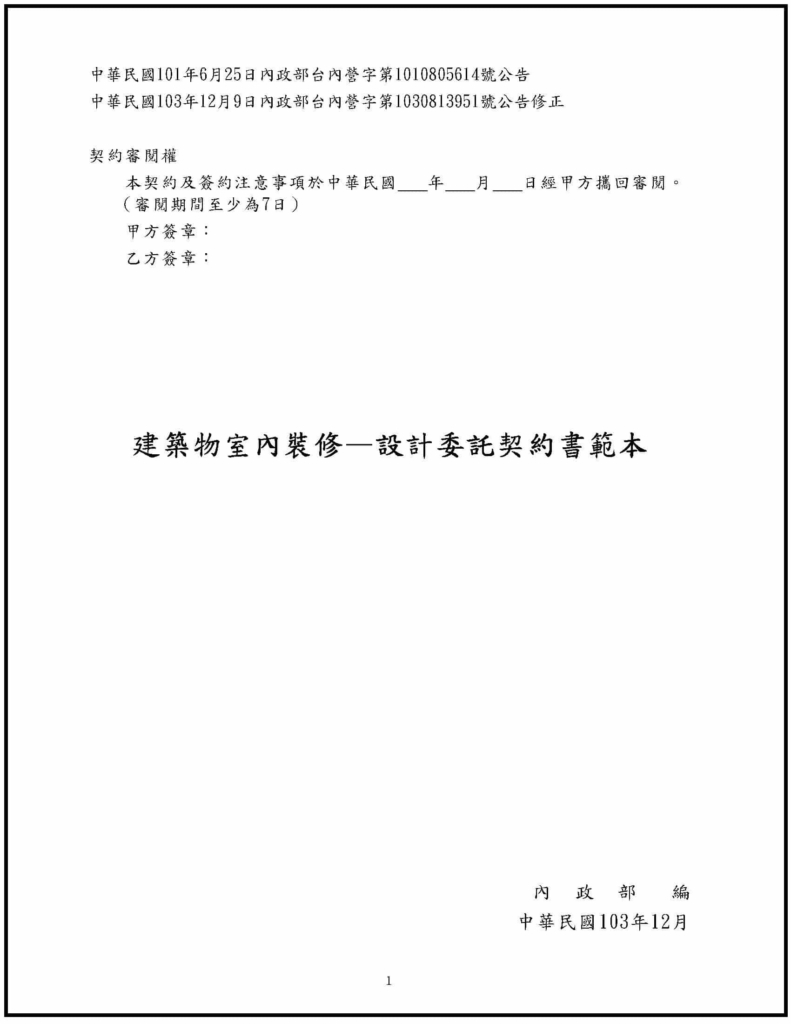 中華民國101年6月25日內政部台內營字第1010805614號公告
中華民國103年12月9日內政部台內營字第1030813951號公告修正
契約審閱權
本契約及簽約注意事項於中華民國___年___月___日經甲方攜回審閱。
（審閱期間至少為7日）
甲方簽章：
乙方簽章：
建築物室內裝修—設計委託契約書範本
內 政 部 編
中華民國103年12月
1